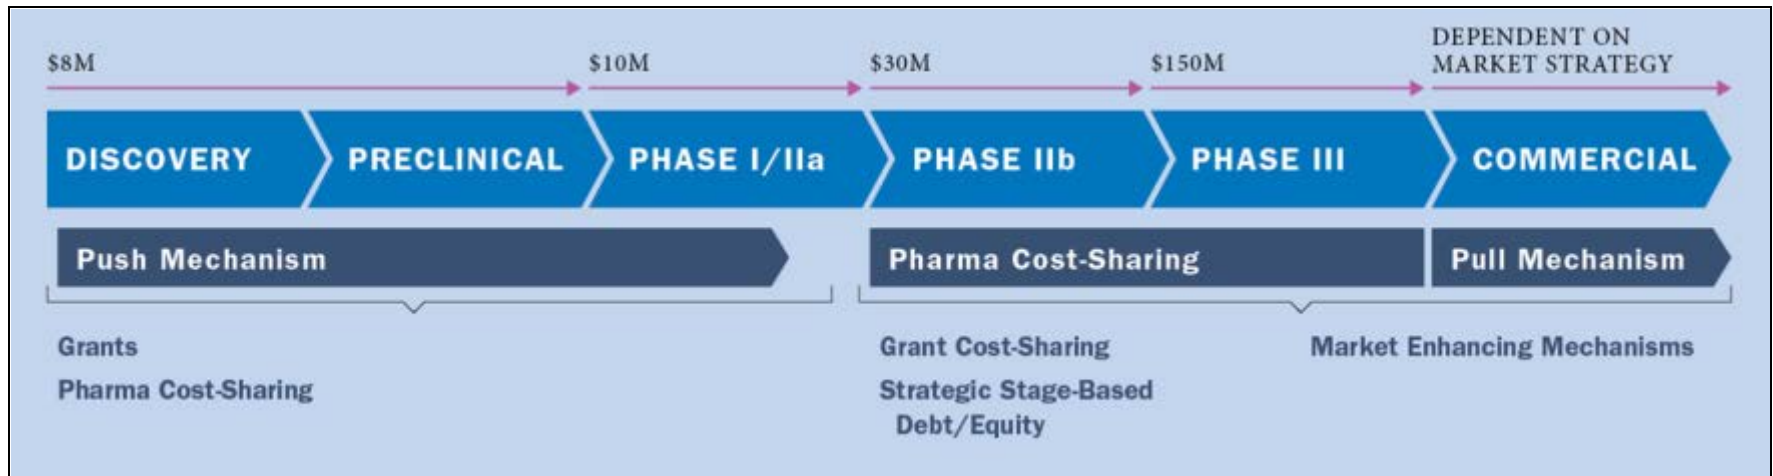 $8M
$10M
$30M
$150M
DEPENDENT ON
MARKET STRATEGY
DISCOVERY
PRECLINICAL
PHASE I/IIa
PHASE IIb
PHASE III
COMMERCIAL
Push Mechanism
Pharma Cost-Sharing
Pull Mechanism
Grants
Pharma Cost-Sharing
Grant Cost-Sharing
Strategic Stage-Based
Debt/Equity
Market Enhancing Mechanisms